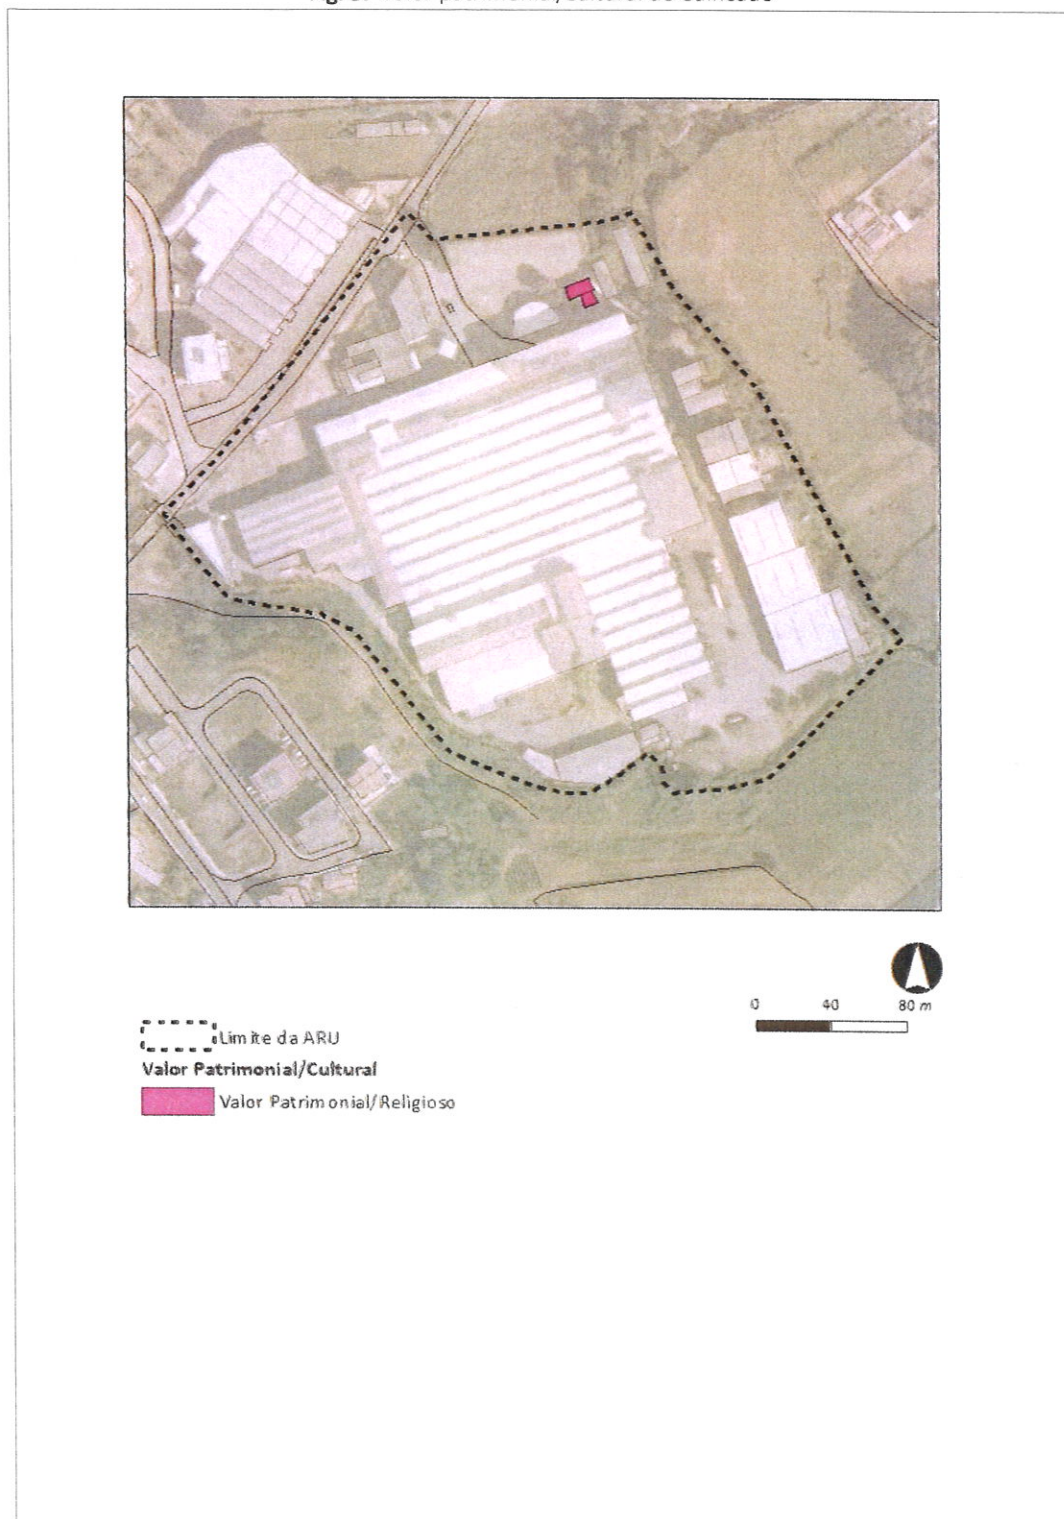 0 40 80 m
Limite da ARU
Valor Patrimonial/Cultural
Valor Patrimonial/Religioso